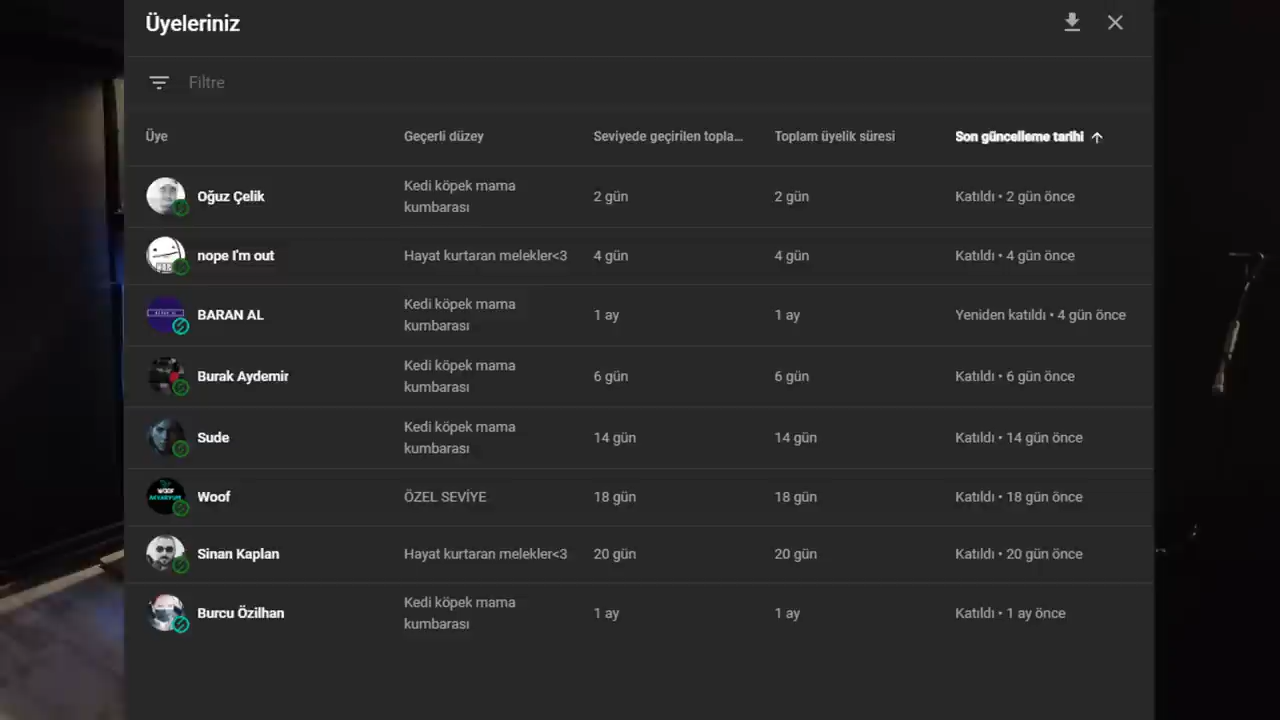 Üyeleriniz
Filtre
Üye Geçerli düzey Seviyede geçirilen topla... Toplam üyelik süresi Son güncelleme tarihi
Oğuz Çelik Kedi köpek mama kumbarası 2 gün 2 gün Katıldı • 2 gün önce
nope I'm out Hayat kurtaran melekler<3 4 gün 4 gün Katıldı • 4 gün önce
BARAN AL Kedi köpek mama kumbarası 1 ay 1 ay Yeniden katıldı • 4 gün önce
Burak Aydemir Kedi köpek mama kumbarası 6 gün 6 gün Katıldı • 6 gün önce
Sude Kedi köpek mama kumbarası 14 gün 14 gün Katıldı • 14 gün önce
WOOF
Woof ÖZEL SEVİYE 18 gün 18 gün Katıldı • 18 gün önce
Sinan Kaplan Hayat kurtaran melekler<3 20 gün 20 gün Katıldı • 20 gün önce
Burcu Özilhan Kedi köpek mama kumbarası 1 ay 1 ay Katıldı • 1 ay önce